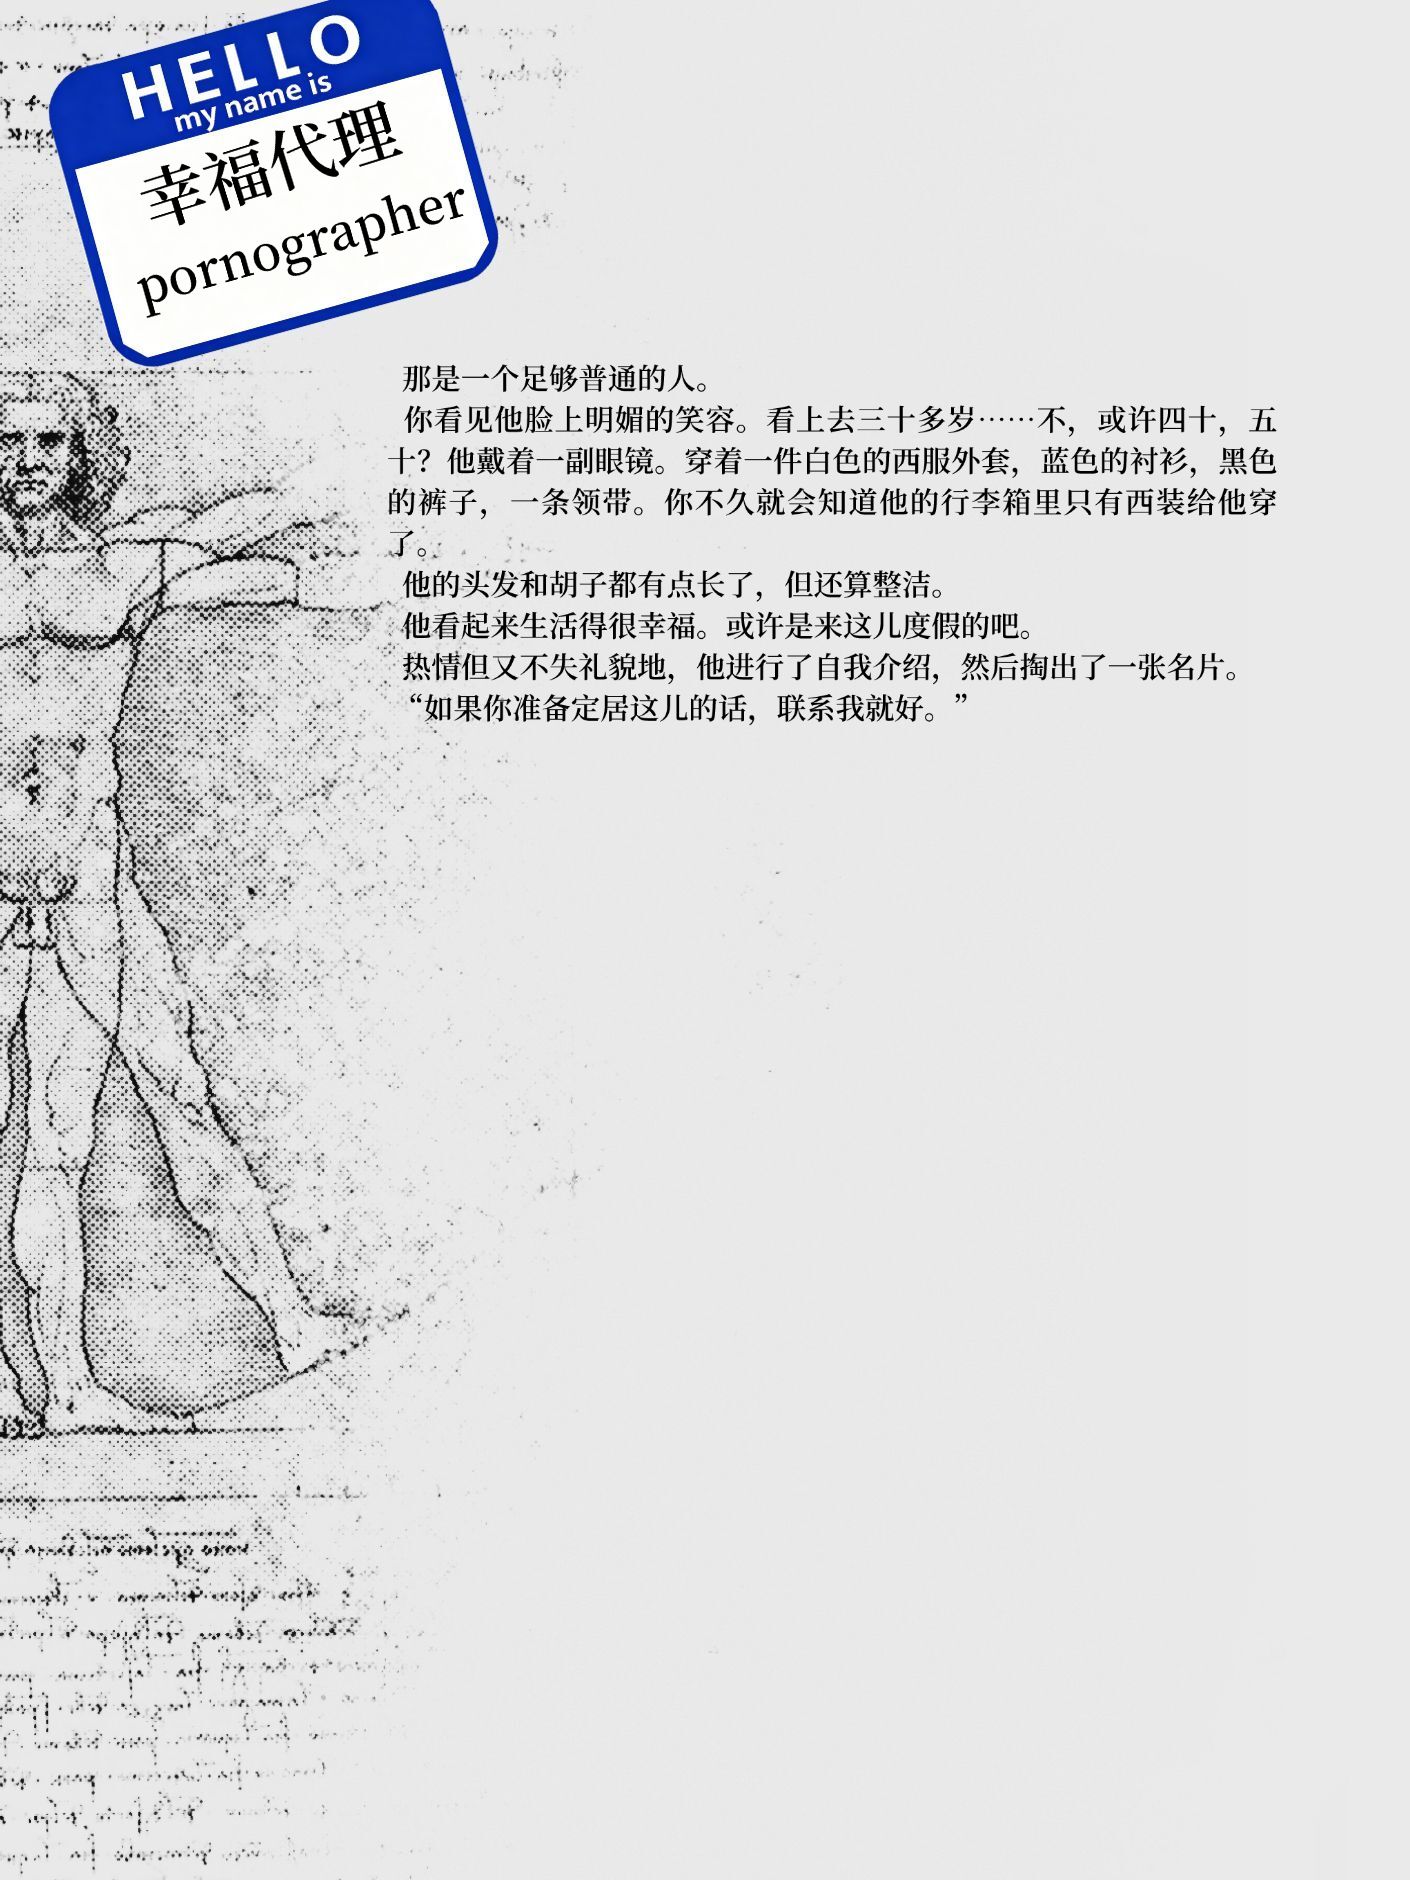 HELLO
my name is
幸福代理
pornographer
那是一个足够普通的人。
你看见他脸上明媚的笑容。看上去三十多岁……不，或许四十，五
十？他戴着一副眼镜。穿着一件白色的西服外套，蓝色的衬衫，黑色
的裤子，一条领带。你不久就会知道他的行李箱里只有西装给他穿
了。
他的头发和胡子都有点长了，但还算整洁。
他看起来生活得很幸福。或许是来这儿度假的吧。
热情但又不失礼貌地，他进行了自我介绍，然后掏出了一张名片。
“如果你准备定居这儿的话，联系我就好。”